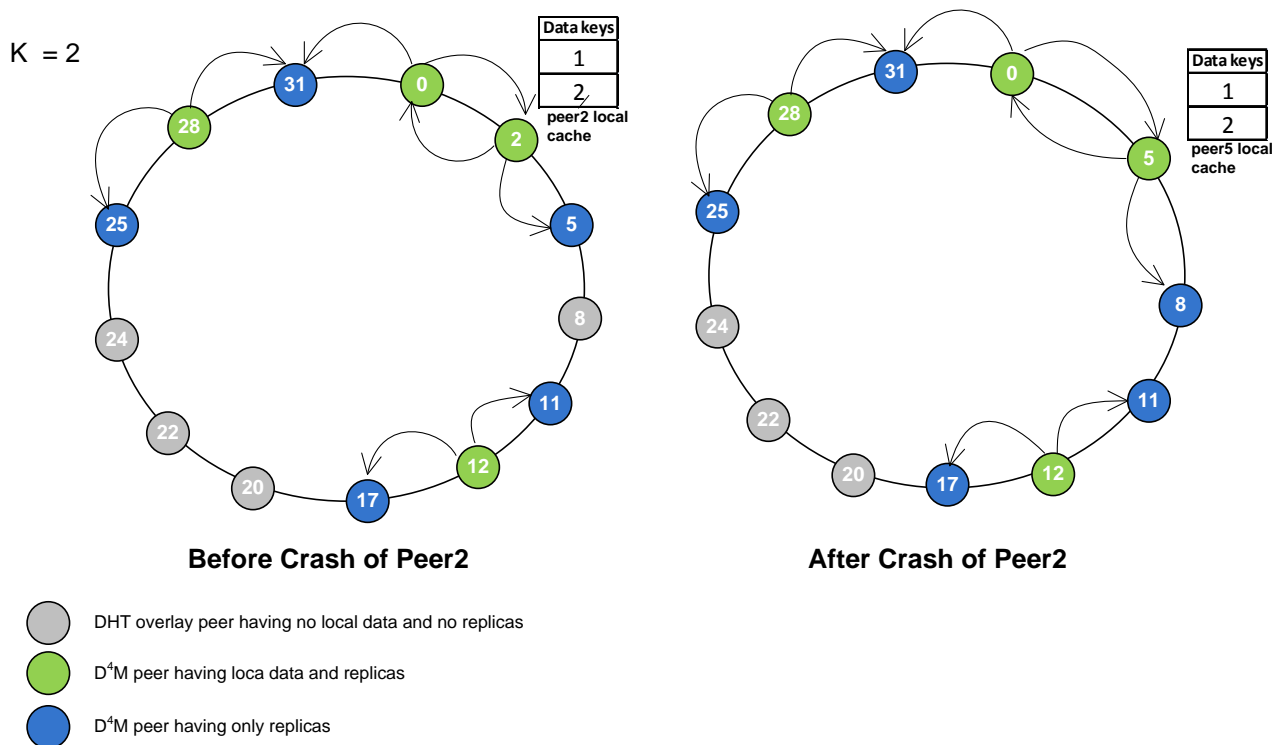 K = 2
Data keys
1
2
peer2 local
cache
31
0
28
2
25
5
24
8
22
11
20
12
17
Before Crash of Peer2
Data keys
1
2
peer5 local
cache
31
0
28
5
25
24
8
22
11
20
12
17
After Crash of Peer2
DHT overlay peer having no local data and no replicas
D⁴M peer having loca data and replicas
D⁴M peer having only replicas